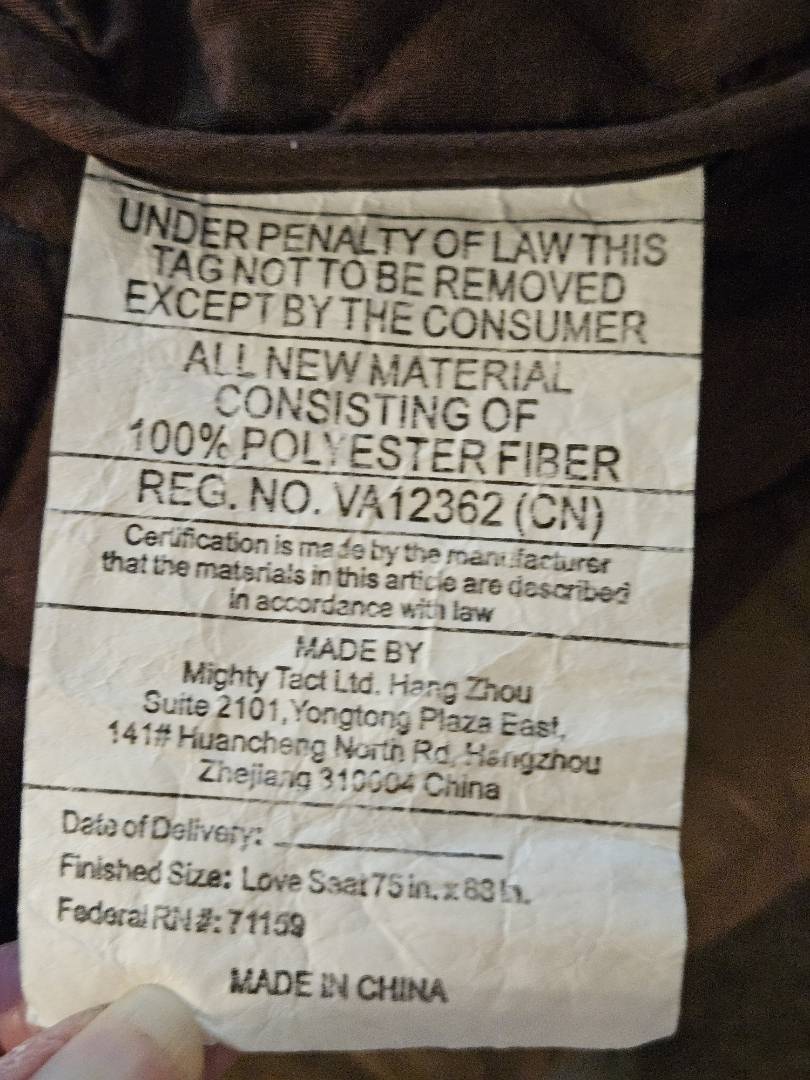 UNDER PENALTY OF LAW THIS
TAG NOT TO BE REMOVED
EXCEPT BY THE CONSUMER
ALL NEW MATERIAL
CONSISTING OF
100% POLYESTER FIBER
REG. NO. VA12362 (CN)
Certification is made by the manufacturer
that the materials in this article are described
in accordance with law
MADE BY
Mighty Tact Ltd. Hang Zhou
Suite 2101, Yongtong Plaza East,
141# Huancheng North Rd. Hangzhou
Zhejiang 310004 China
Date of Delivery:
Finished Size: Love Seat 75 in. x 83 in.
Federal RN #: 71159
MADE IN CHINA